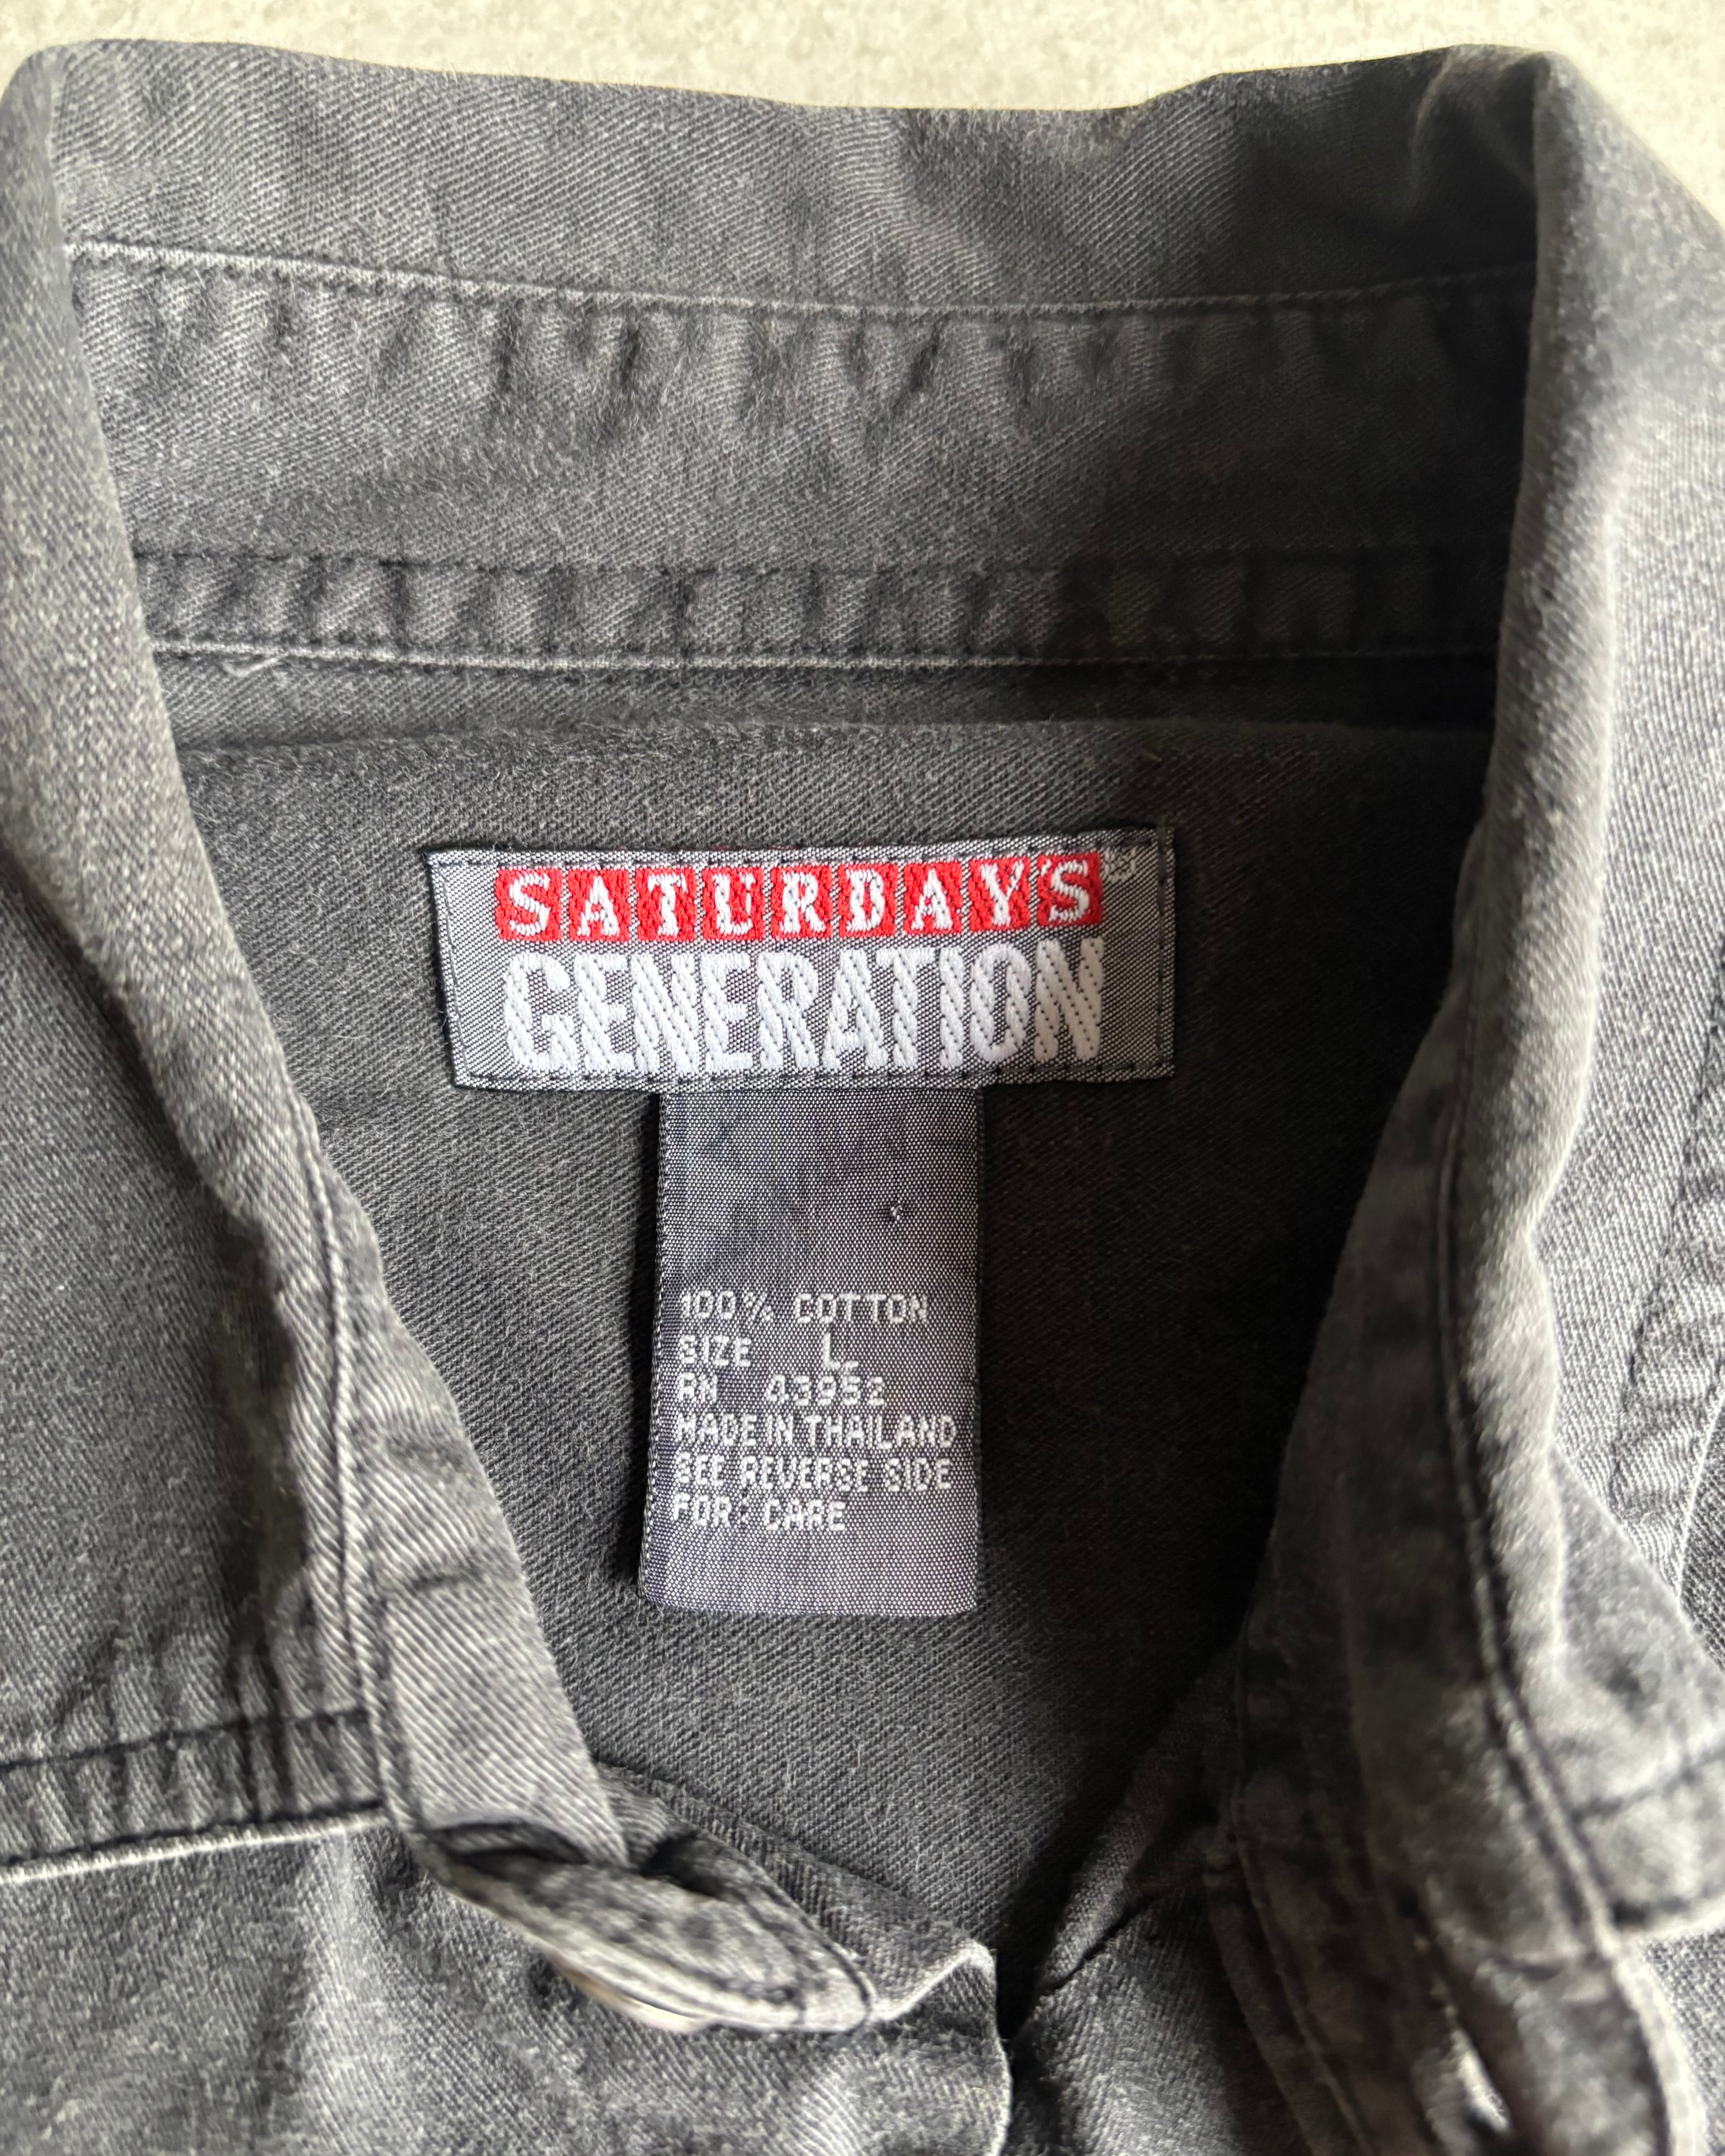 SATURDAY'S®
GENERATION
100% COTTON
SIZE L
RN 43952
MADE IN THAILAND
SEE REVERSE SIDE
FOR: CARE